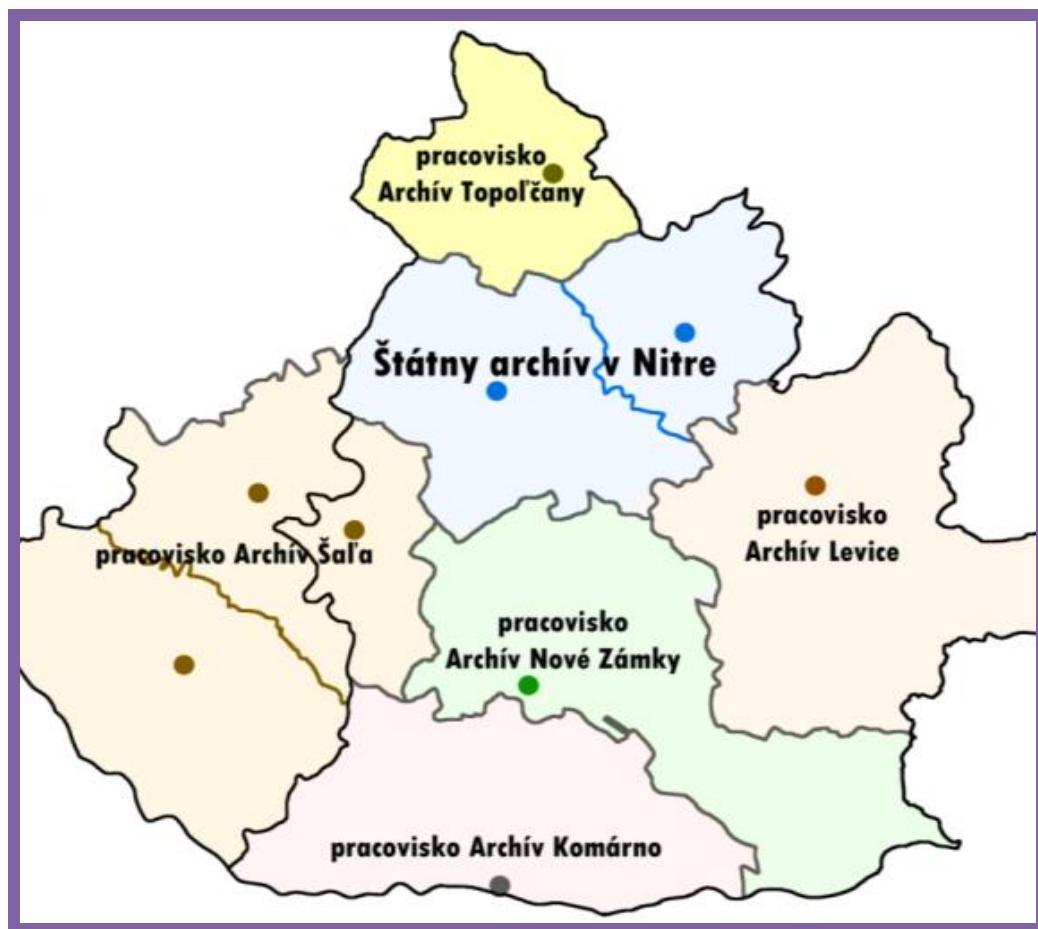 pracovisko
Archív Topoľčany
Štátny archív v Nitre
pracovisko
Archív Levice
pracovisko Archív Šaľa
pracovisko
Archív Nové Zámky
pracovisko Archív Komárno